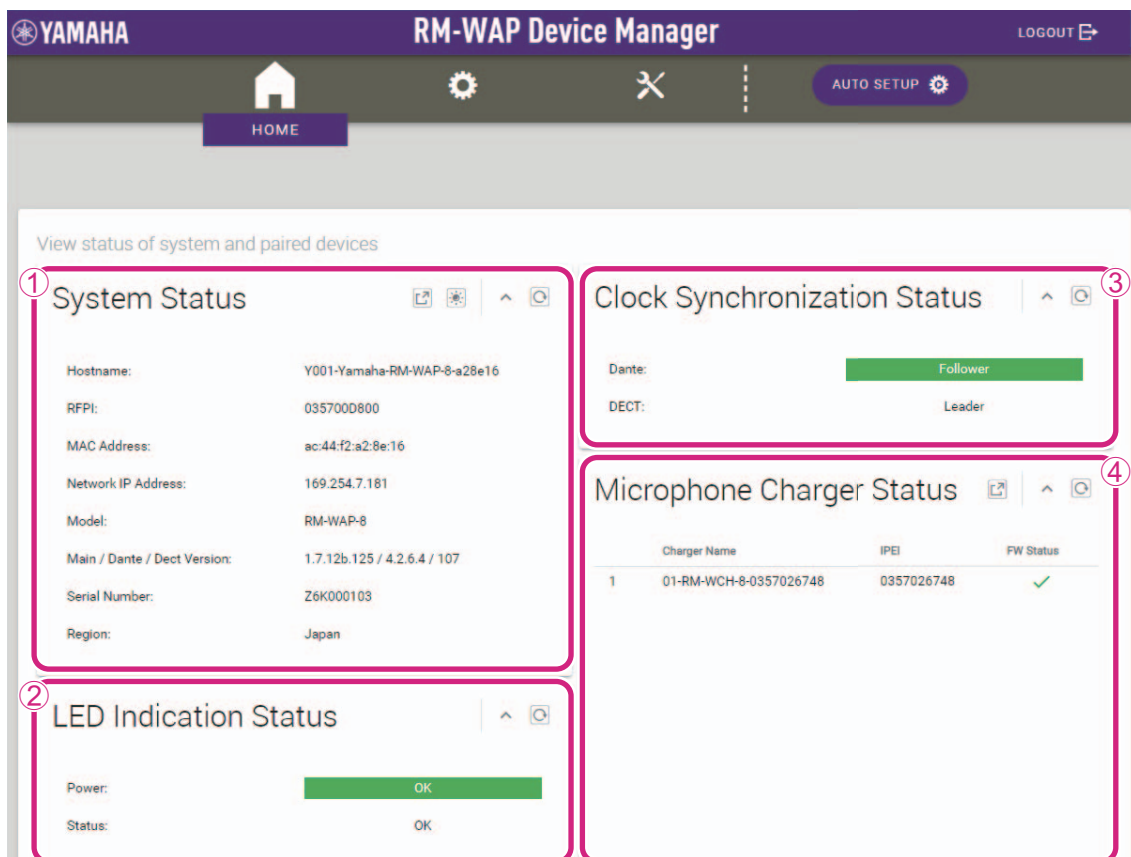 YAMAHA
RM-WAP Device Manager
LOGOUT
AUTO SETUP
HOME
View status of system and paired devices
①
System Status
Hostname: Y001-Yamaha-RM-WAP-8-a28e16
RFPI: 035700D800
MAC Address: ac:44:f2:a2:8e:16
Network IP Address: 169.254.7.181
Model: RM-WAP-8
Main / Dante / Dect Version: 1.7.12b.125 / 4.2.6.4 / 107
Serial Number: Z6K000103
Region: Japan
②
LED Indication Status
Power: OK
Status: OK
③
Clock Synchronization Status
Dante: Follower
DECT: Leader
④
Microphone Charger Status
Charger Name IPEI FW Status
1 01-RM-WCH-8-0357026748 0357026748